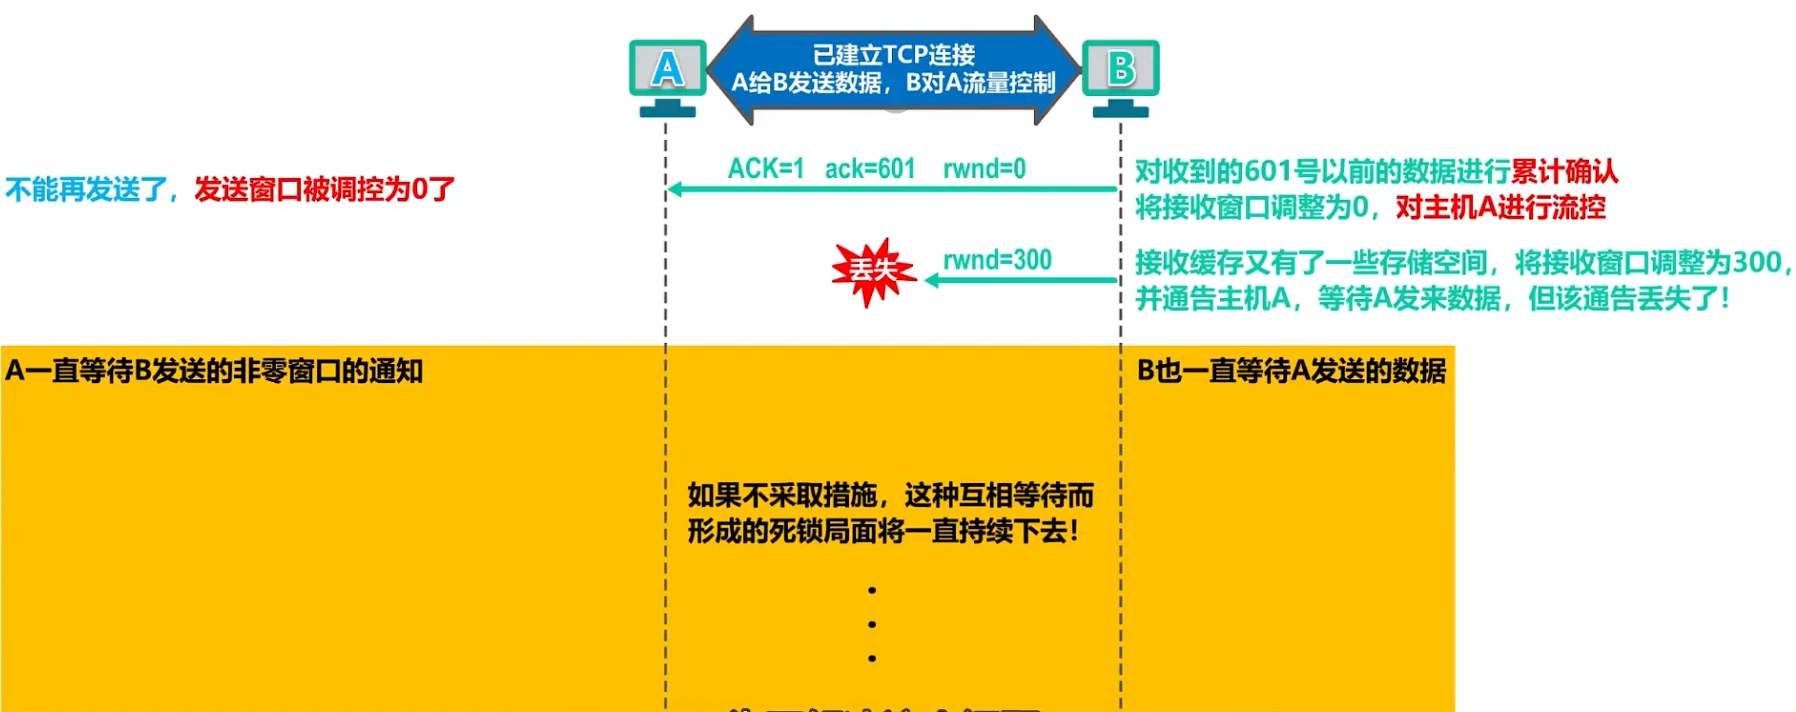 已建立TCP连接
A给B发送数据，B对A流量控制
A
B
ACK=1 ack=601 rwnd=0
不能再发送了，发送窗口被调控为0了
对收到的601号以前的数据进行累计确认
将接收窗口调整为0，对主机A进行流控
丢失
rwnd=300
接收缓存又有了一些存储空间，将接收窗口调整为300，
并通告主机A，等待A发来数据，但该通告丢失了！
A一直等待B发送的非零窗口的通知
B也一直等待A发送的数据
如果不采取措施，这种互相等待而
形成的死锁局面将一直持续下去！